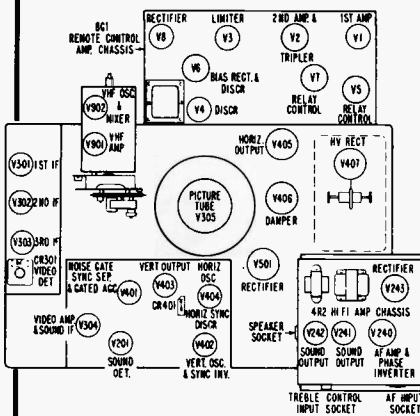 8G1
REMOTE CONTROL
AMP. CHASSIS
RECTIFIER
V8
LIMITER
V3
2ND AMP. &
V2
TRIPLER
1ST AMP
V1
V6
BIAS RECT. &
DISCR
V7
RELAY
CONTROL
V5
RELAY
CONTROL
V4
DISCR
VHF OSC
&
MIXER
V902
V901
VHF
AMP
HORIZ.
OUTPUT
V405
HV RECT
V407
V301
1ST IF
V302
2ND IF
V303
3RD IF
CR301
VIDEO
DET
PICTURE
TUBE
V305
V406
DAMPER
V501
RECTIFIER
NOISE GATE
SYNC SEP.
& GATED AGC
V401
VERT OUTPUT
V403
CR401
HORIZ
OSC
V404
HORIZ SYNC
DISCR
VIDEO AMP
& SOUND IF
V304
V201
SOUND
DET.
V402
VERT. OSC.
& SYNC INV.
SPEAKER
SOCKET
RECTIFIER
V243
4R2 HI FI AMP CHASSIS
V242
SOUND
OUTPUT
V241
SOUND
OUTPUT
V240
AF AMP &
PHASE
INVERTER
TREBLE CONTROL
INPUT SOCKET
AF INPUT
SOCKET